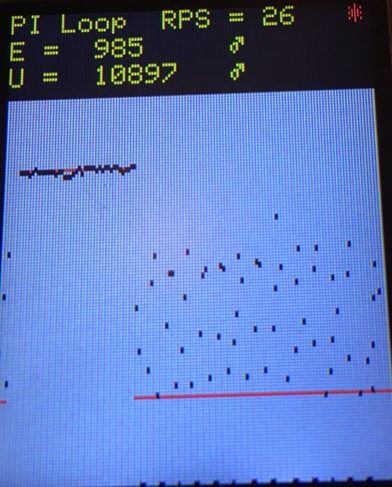 PI Loop RPS = 26
E = 985
U = 10897